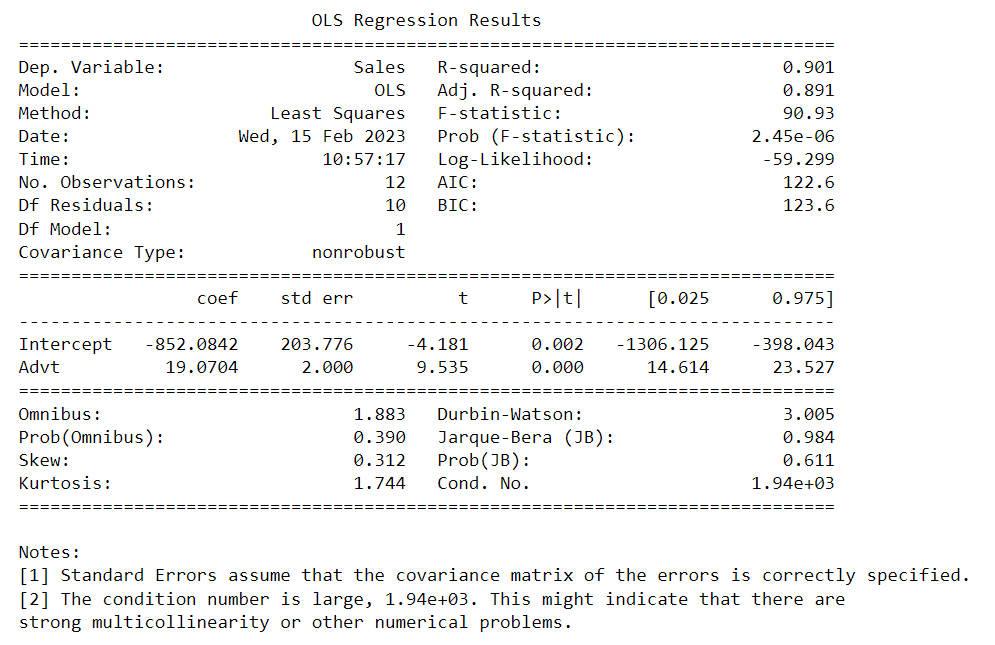 OLS Regression Results
==============================================================================
Dep. Variable: Sales R-squared: 0.901
Model: OLS Adj. R-squared: 0.891
Method: Least Squares F-statistic: 90.93
Date: Wed, 15 Feb 2023 Prob (F-statistic): 2.45e-06
Time: 10:57:17 Log-Likelihood: -59.299
No. Observations: 12 AIC: 122.6
Df Residuals: 10 BIC: 123.6
Df Model: 1
Covariance Type: nonrobust
==============================================================================
coef std err t P>|t| [0.025 0.975]
------------------------------------------------------------------------------
Intercept -852.0842 203.776 -4.181 0.002 -1306.125 -398.043
Advt 19.0704 2.000 9.535 0.000 14.614 23.527
==============================================================================
Omnibus: 1.883 Durbin-Watson: 3.005
Prob(Omnibus): 0.390 Jarque-Bera (JB): 0.984
Skew: 0.312 Prob(JB): 0.611
Kurtosis: 1.744 Cond. No. 1.94e+03
==============================================================================
Notes:
[1] Standard Errors assume that the covariance matrix of the errors is correctly specified.
[2] The condition number is large, 1.94e+03. This might indicate that there are
strong multicollinearity or other numerical problems.